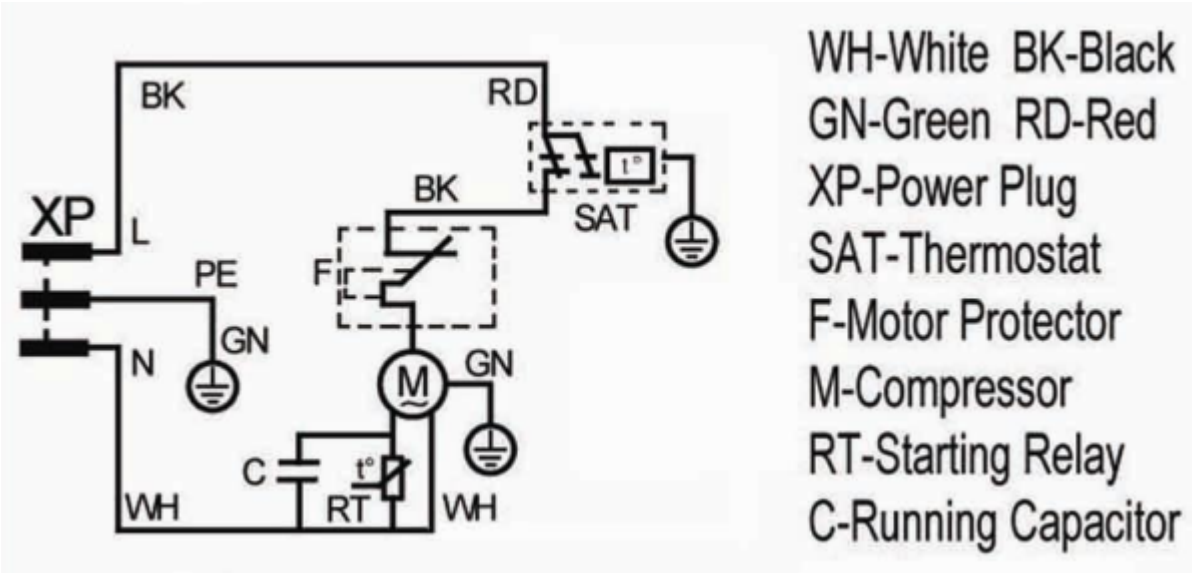 BK
RD
t°
SAT
BK
XP
L
PE
F
GN
N
M
~
GN
C
t°
RT
WH
WH
WH-White BK-Black
GN-Green RD-Red
XP-Power Plug
SAT-Thermostat
F-Motor Protector
M-Compressor
RT-Starting Relay
C-Running Capacitor